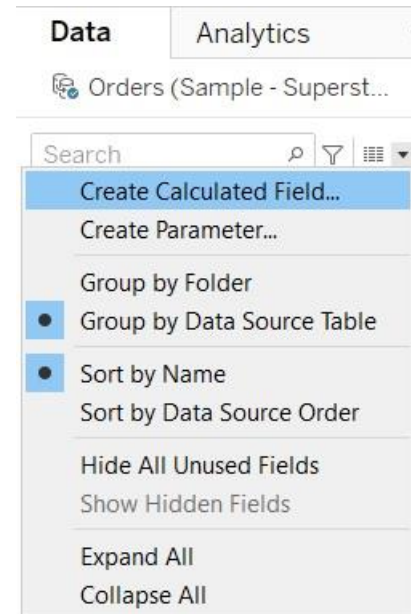 Data Analytics
Orders (Sample - Superst...
Search
Create Calculated Field...
Create Parameter...
Group by Folder
Group by Data Source Table
Sort by Name
Sort by Data Source Order
Hide All Unused Fields
Show Hidden Fields
Expand All
Collapse All